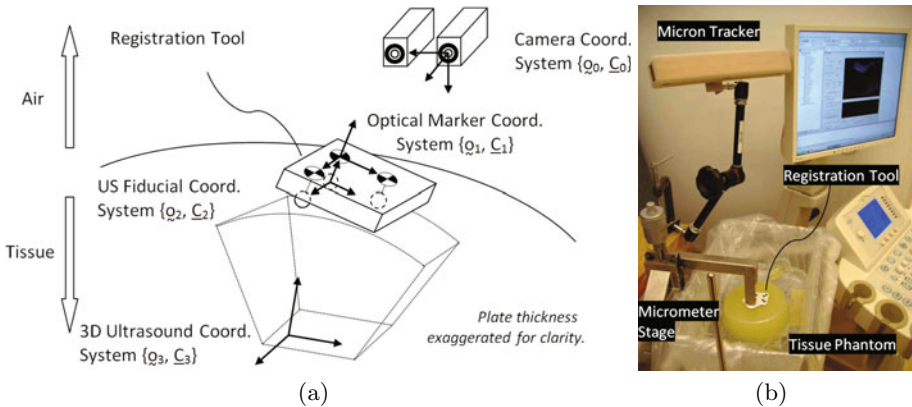 Registration Tool
Camera Coord.
System {o0, C0}
Air
Optical Marker Coord.
System {o1, C1}
US Fiducial Coord.
System {o2, C2}
Tissue
3D Ultrasound Coord.
System {o3, C3}
Plate thickness
exaggerated for clarity.
(a)
Micron Tracker
Registration Tool
Micrometer
Stage
Tissue Phantom
(b)